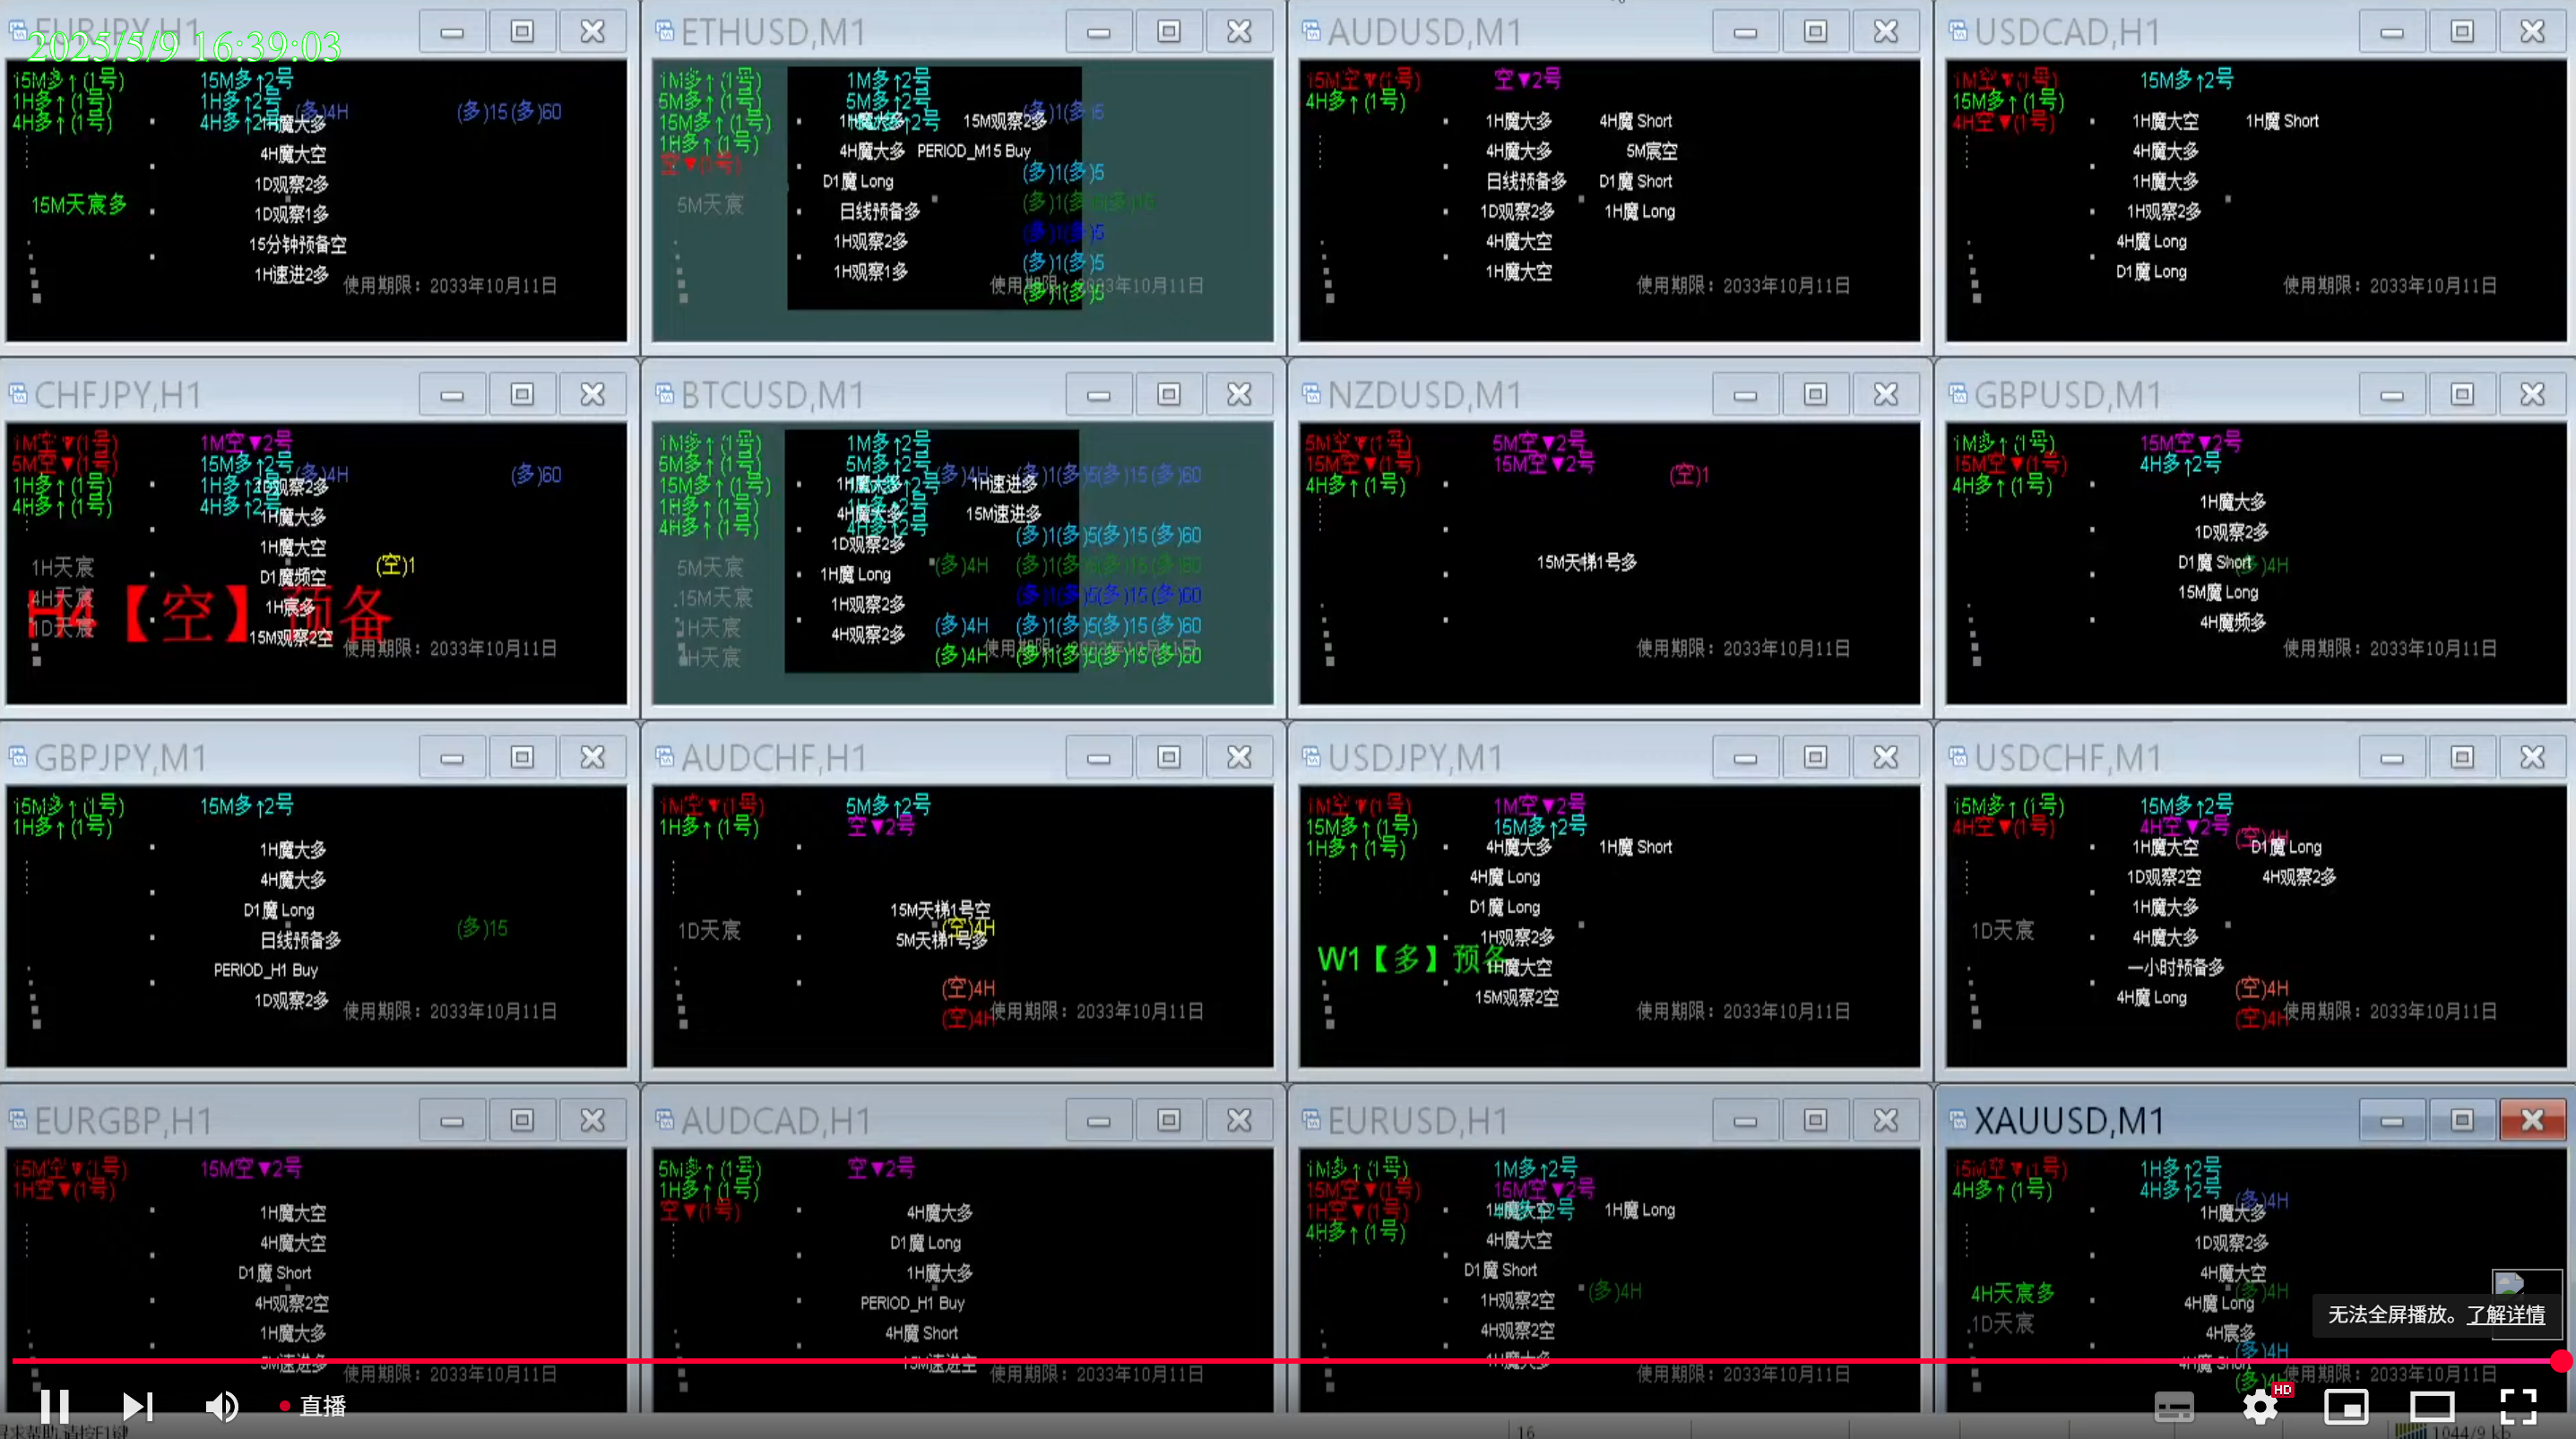 EURJPY,H1
2025/5/9 16:39:03
15M多↑(1号) 15M多↑2号
1H多↑(1号) 1H多↑2号 (多)4H (多)15(多)60
4H多↑(1号) 4H多↑2号 1H魔大多
4H魔大空
1D观察2多
15M天宸多
1D观察1多
15分钟预备空
1H速进2多
使用期限：2033年10月11日
ETHUSD,M1
1M多↑(1号) 1M多↑2号
5M多↑(1号) 5M多↑2号 (多)1(多)5
15M多↑(1号) 1H魔大多 15M观察2多
1H多↑(1号) 4H魔大多 PERIOD_M15 Buy
空▼(1号)
(多)1(多)5
D1魔 Long
5M天宸 日线预备多
(多)1(多)5
1H观察2多
(多)1(多)5
1H观察1多
(多)1(多)5
使用期限：2033年10月11日
AUDUSD,M1
15M空▼(1号) 空▼2号
4H多↑(1号)
1H魔大多 4H魔 Short
4H魔大多 5M宸空
日线预备多 D1魔 Short
1D观察2多 1H魔 Long
4H魔大空
1H魔大空
使用期限：2033年10月11日
USDCAD,H1
1M空▼(1号) 15M多↑2号
15M多↑(1号)
4H空▼(1号) 1H魔大空 1H魔 Short
4H魔大多
1H魔大多
1H观察2多
4H魔 Long
D1魔 Long
使用期限：2033年10月11日
CHFJPY,H1
1M空▼(1号) 1M空▼2号
5M空▼(1号) 15M多↑2号 (多)4H (多)60
1H多↑(1号) 1H多↑2号 1D观察2多
4H多↑(1号) 4H多↑2号 1H魔大多
1H魔大空
1H天宸 (空)1
D1魔频空
4H天宸
H4【空】预备
1H宸多
1D天宸
15M观察2空
使用期限：2033年10月11日
BTCUSD,M1
1M多↑(1号) 1M多↑2号
5M多↑(1号) 5M多↑2号 (多)4H (多)1(多)5(多)15(多)60
15M多↑(1号) 1H魔大多 1H速进多
1H多↑(1号) 4H魔大多 15M速进多
4H多↑(1号) 4H多↑2号
(多)1(多)5(多)15(多)60
1D观察2多
5M天宸 1H魔 Long (多)4H (多)1(多)5(多)15(多)60
15M天宸 1H观察2多 (多)1(多)5(多)15(多)60
1H天宸 4H观察2多 (多)4H (多)1(多)5(多)15(多)60
H天宸 (多)4H (多)1(多)5(多)15(多)60
NZDUSD,M1
5M空▼(1号) 5M空▼2号
15M空▼(1号) 15M空▼2号 (空)1
4H多↑(1号)
15M天梯1号多
使用期限：2033年10月11日
GBPUSD,M1
1M多↑(1号) 15M空▼2号
15M空▼(1号) 4H多↑2号
4H多↑(1号)
1H魔大多
1D观察2多
D1魔 Short (多)4H
15M魔 Long
4H魔频多
使用期限：2033年10月11日
GBPJPY,M1
15M多↑(1号) 15M多↑2号
1H多↑(1号)
1H魔大多
4H魔大多
D1魔 Long
(多)15
日线预备多
PERIOD_H1 Buy
1D观察2多
使用期限：2033年10月11日
AUDCHF,H1
1M空▼(1号) 5M多↑2号
1H多↑(1号) 空▼2号
15M天梯1号空
1D天宸 (空)4H
5M天梯1号多
(空)4H
(空)4H
使用期限：2033年10月11日
USDJPY,M1
1M空▼(1号) 1M空▼2号
15M多↑(1号) 15M多↑2号
1H多↑(1号) 4H魔大多 1H魔 Short
4H魔 Long
D1魔 Long
1H观察2多
W1【多】预备
1H魔大空
15M观察2空
使用期限：2033年10月11日
USDCHF,M1
15M多↑(1号) 15M多↑2号
4H空▼(1号) 4H空▼2号 (空)4H
1H魔大空 D1魔 Long
1D观察2空 4H观察2多
1H魔大多
1D天宸 4H魔大多
一小时预备多
(空)4H
4H魔 Long
(空)4H
使用期限：2033年10月11日
EURGBP,H1
15M空▼(1号) 15M空▼2号
1H空▼(1号)
1H魔大空
4H魔大空
D1魔 Short
4H观察2空
1H魔大多
5M速进多
使用期限：2033年10月11日
AUDCAD,H1
5M多↑(1号) 空▼2号
1H多↑(1号)
空▼(1号) 4H魔大多
D1魔 Long
1H魔大多
PERIOD_H1 Buy
4H魔 Short
15M速进空
使用期限：2033年10月11日
EURUSD,H1
1M多↑(1号) 1M多↑2号
15M空▼(1号) 15M空▼2号
1H空▼(1号) 1H魔大空 1H魔 Long
4H多↑(1号) 4H魔大空
D1魔 Short
1H观察2空 (多)4H
4H观察2空
4H魔大多
使用期限：2033年10月11日
XAUUSD,M1
15M空▼(1号) 1H多↑2号
4H多↑(1号) 4H多↑2号 (多)4H
1H魔大多
1D观察2多
4H魔大空
4H天宸多 (多)4H
4H魔 Long
1D天宸 4H宸多
(多)4H
4H魔 Short
(多)4H
使用期限：2033年10月11日
无法全屏播放。了解详情
直播
HD
16
1044/9 kb